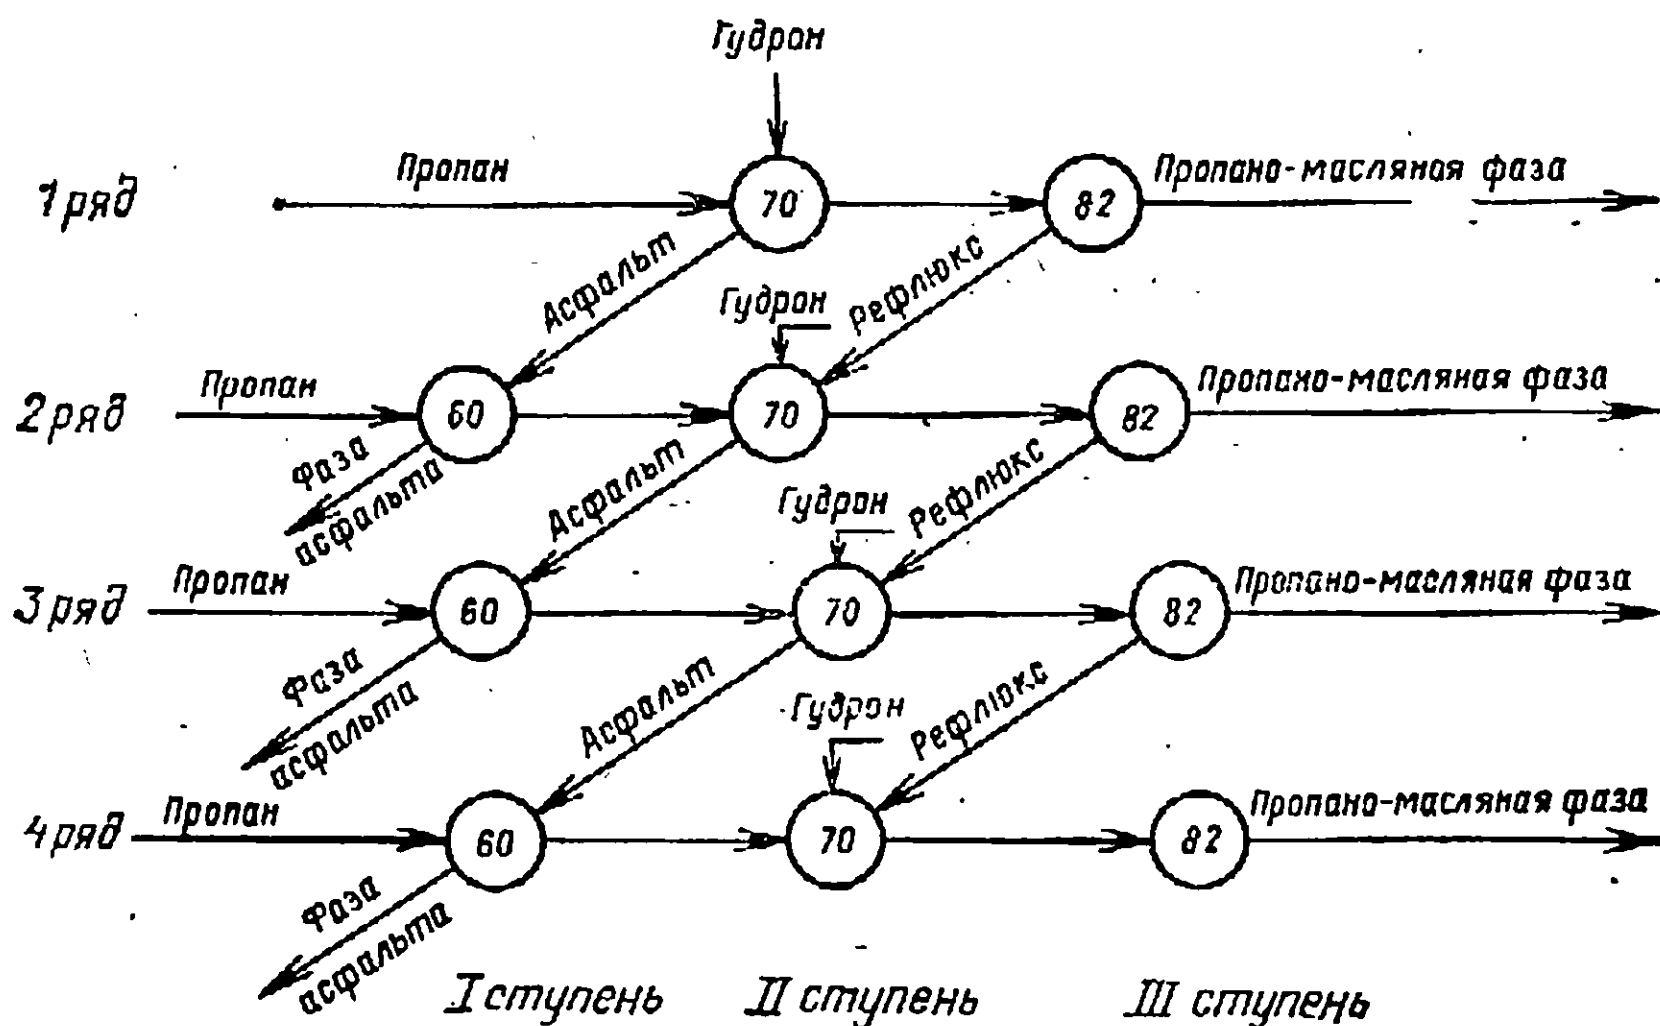 Гудрон
1 ряд
Пропан
70
82
Пропано-масляная фаза
Асфальт
Гудрон
Рефлюкс
2 ряд
Пропан
60
70
82
Пропано-масляная фаза
Фаза
асфальта
Асфальт
Гудрон
Рефлюкс
3 ряд
Пропан
60
70
82
Пропано-масляная фаза
Фаза
асфальта
Асфальт
Гудрон
Рефлюкс
4 ряд
Пропан
60
70
82
Пропано-масляная фаза
Фаза
асфальта
I ступень
II ступень
III ступень